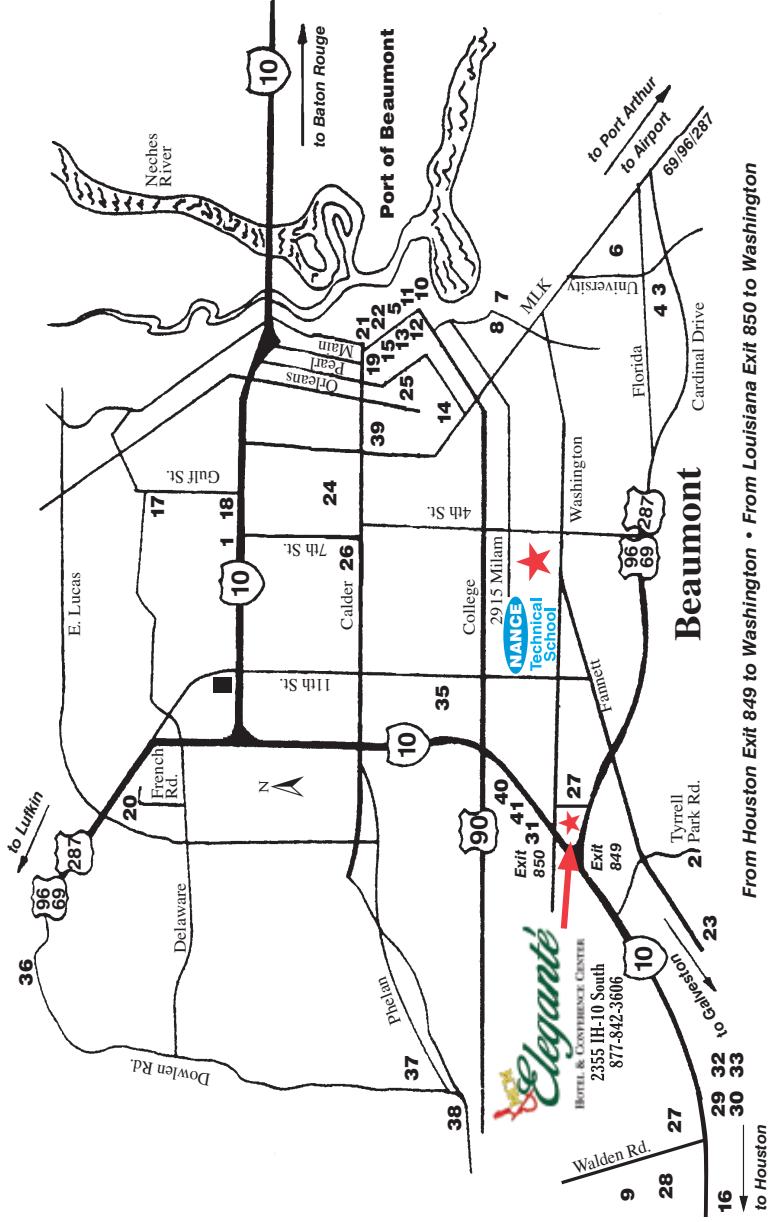 10
to Baton Rouge
Neches
River
Port of Beaumont
to Port Arthur
to Airport
69/96/287
MLK
University
6
4 3
Florida
Cardinal Drive
7
8
10
11
5
22
21
12
13
15
19
Main
Pearl
Orleans
25
14
39
Gulf St.
17
18
1
24
4th St.
7th St.
26
E. Lucas
10
Calder
College
2915 Milam
Washington
287
96
69
Beaumont
NANCE
Technical
School
11th St.
35
Fannett
French
Rd.
20
N
10
to Lufkin
287
96
69
36
Delaware
Dowlen Rd.
Phelan
37
38
90
40
41
31
27
Exit
850
Exit
849
Tyrrell
Park Rd.
2
23
to Galveston
10
MCM
Eleganté
HOTEL & CONFERENCE CENTER
2355 IH-10 South
877-842-3606
32
33
29
30
27
Walden Rd.
9
28
16
to Houston
From Houston Exit 849 to Washington • From Louisiana Exit 850 to Washington